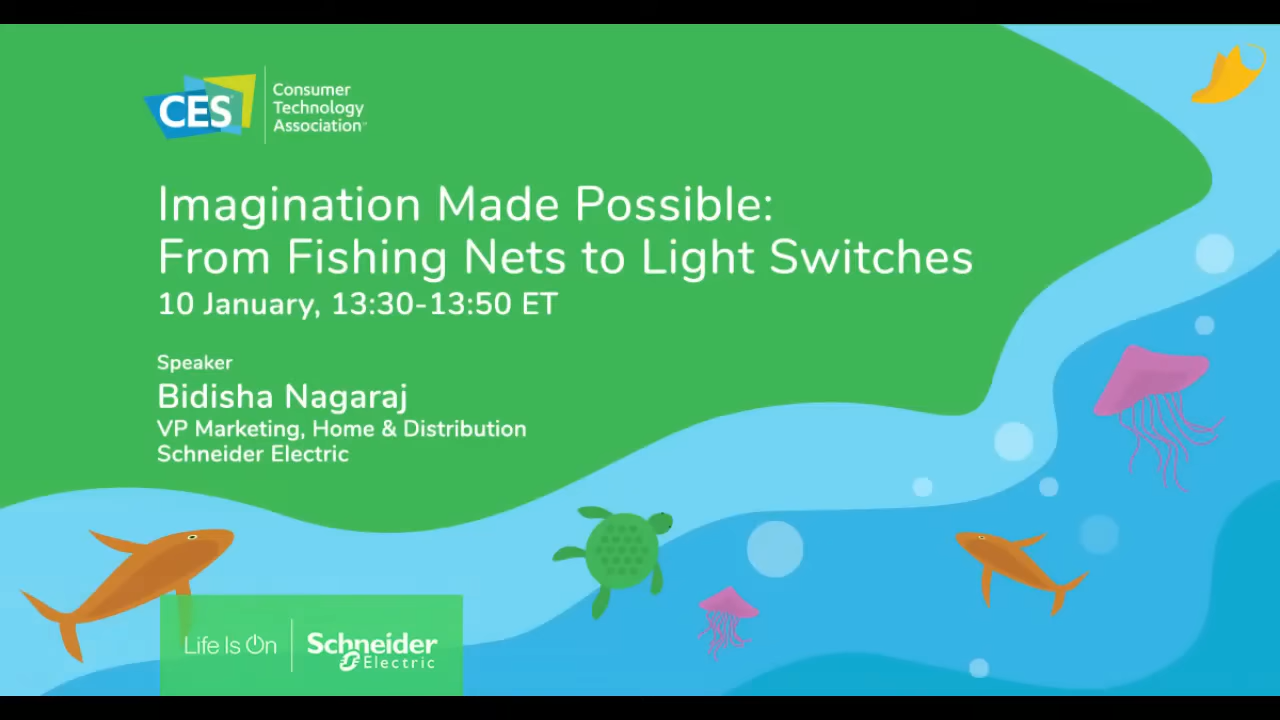 CES
Consumer
Technology
Association™
Imagination Made Possible:
From Fishing Nets to Light Switches
10 January, 13:30-13:50 ET
Speaker
Bidisha Nagaraj
VP Marketing, Home & Distribution
Schneider Electric
Life Is On
Schneider
Electric